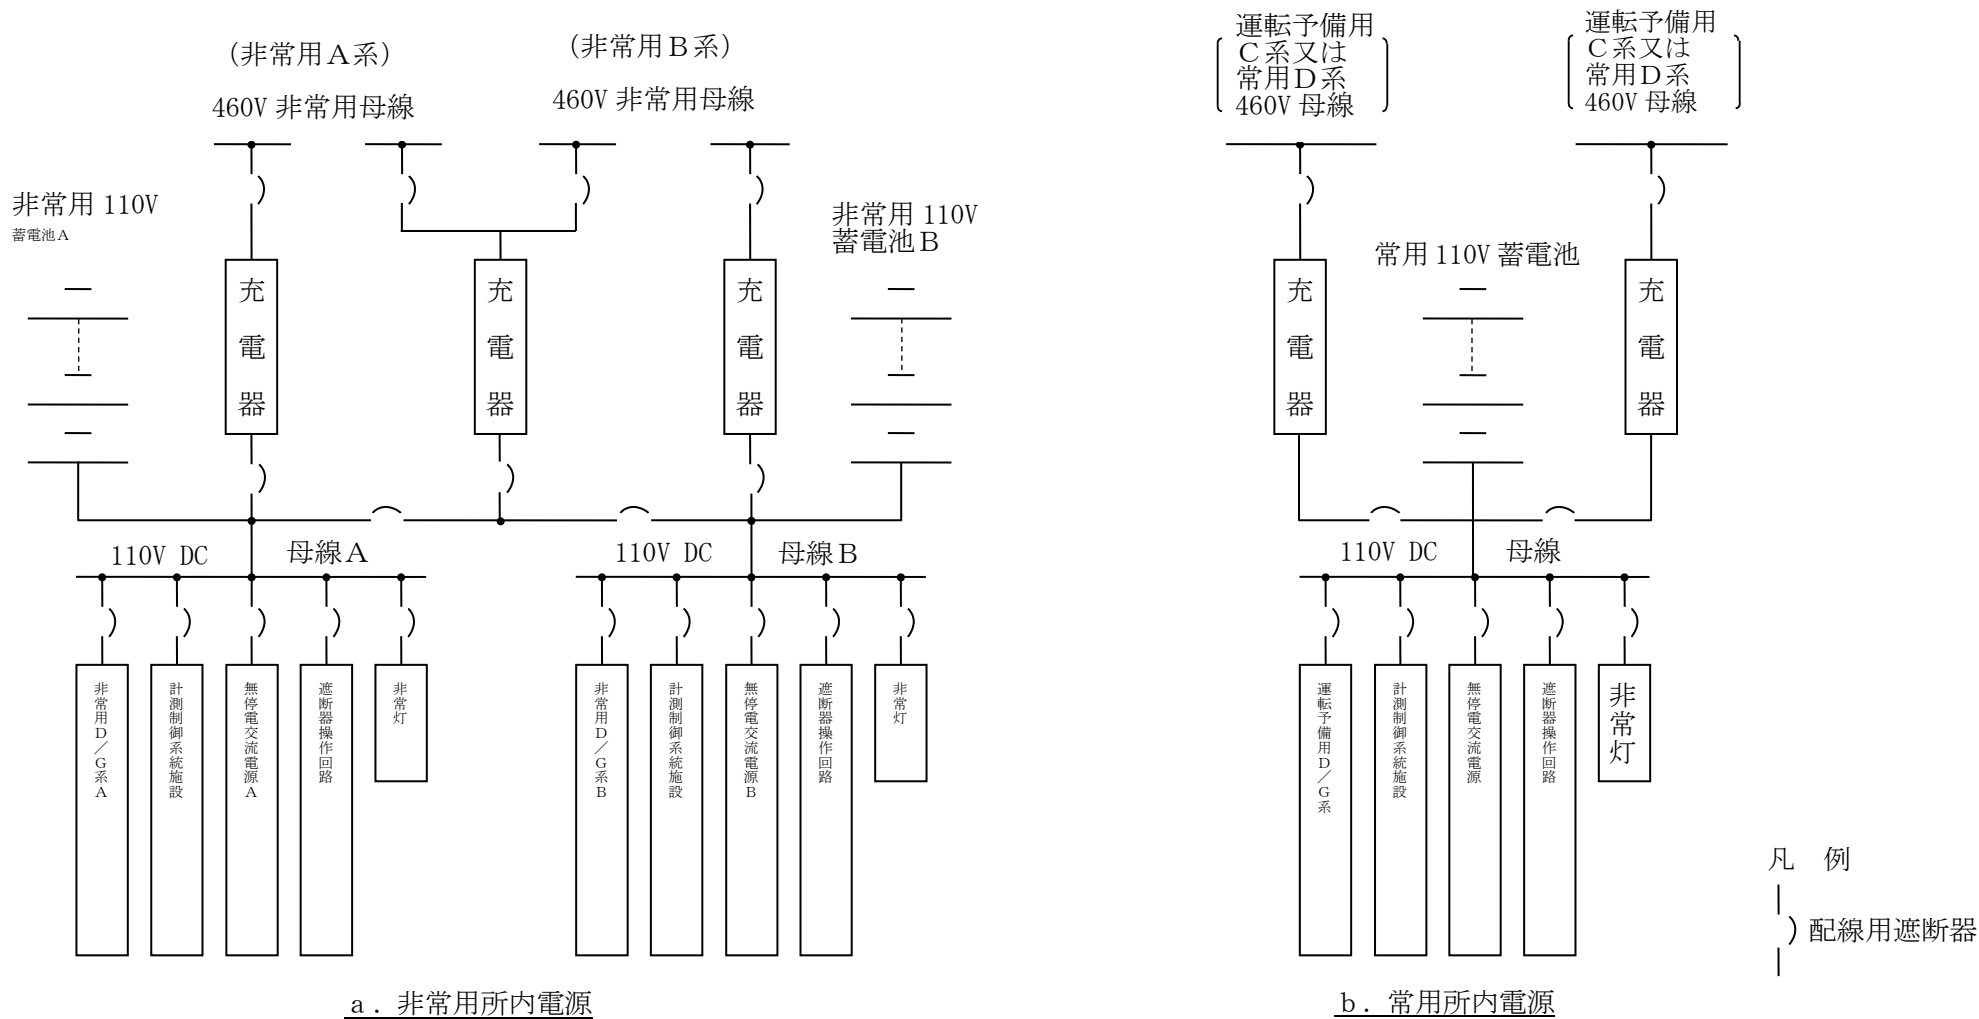 （非常用Ａ系）
460V 非常用母線
（非常用Ｂ系）
460V 非常用母線
非常用 110V
蓄電池Ａ
非常用 110V
蓄電池Ｂ
充電器
充電器
充電器
110V DC 母線Ａ
110V DC 母線Ｂ
非常用Ｄ／Ｇ系Ａ
計測制御系統施設
無停電交流電源Ａ
遮断器操作回路
非常灯
非常用Ｄ／Ｇ系Ｂ
計測制御系統施設
無停電交流電源Ｂ
遮断器操作回路
非常灯
ａ．非常用所内電源
運転予備用
Ｃ系又は
常用Ｄ系
460V 母線
運転予備用
Ｃ系又は
常用Ｄ系
460V 母線
常用 110V 蓄電池
充電器
充電器
110V DC 母線
運転予備用Ｄ／Ｇ系
計測制御系統施設
無停電交流電源
遮断器操作回路
非常灯
ｂ．常用所内電源
凡　例
配線用遮断器